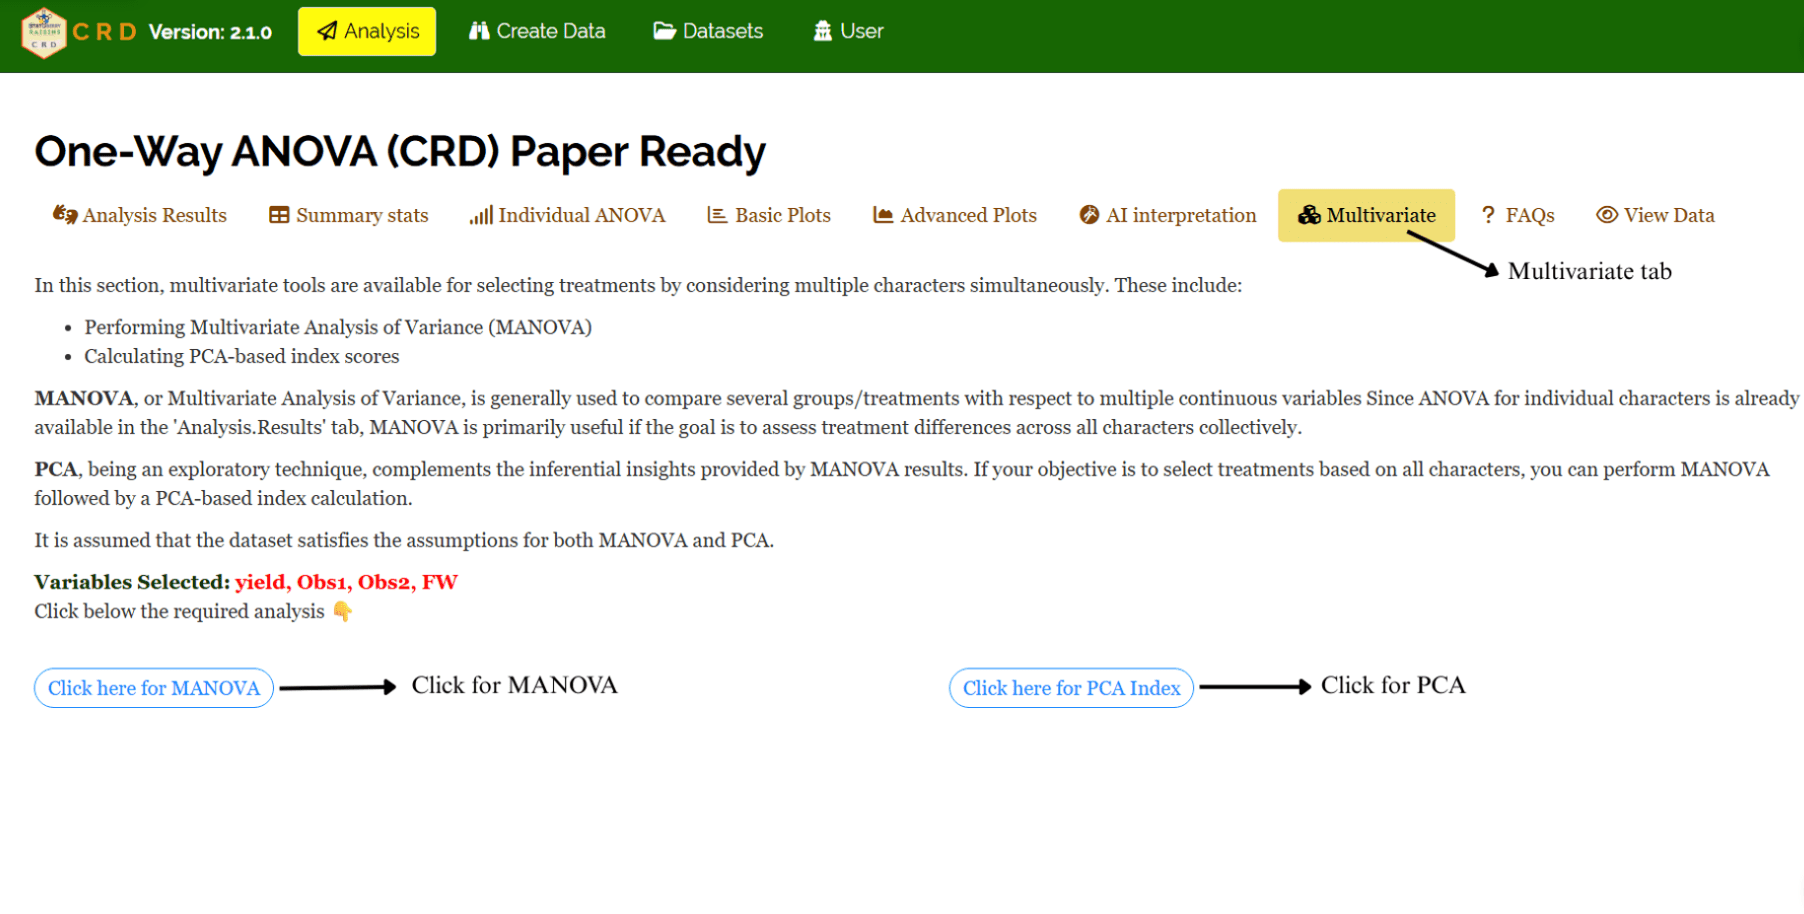 CRD Version: 2.1.0 Analysis Create Data Datasets User
One-Way ANOVA (CRD) Paper Ready
Analysis Results Summary stats Individual ANOVA Basic Plots Advanced Plots AI interpretation Multivariate ? FAQs View Data
Multivariate tab
In this section, multivariate tools are available for selecting treatments by considering multiple characters simultaneously. These include:
• Performing Multivariate Analysis of Variance (MANOVA)
• Calculating PCA-based index scores
MANOVA, or Multivariate Analysis of Variance, is generally used to compare several groups/treatments with respect to multiple continuous variables Since ANOVA for individual characters is already
available in the 'Analysis.Results' tab, MANOVA is primarily useful if the goal is to assess treatment differences across all characters collectively.
PCA, being an exploratory technique, complements the inferential insights provided by MANOVA results. If your objective is to select treatments based on all characters, you can perform MANOVA
followed by a PCA-based index calculation.
It is assumed that the dataset satisfies the assumptions for both MANOVA and PCA.
Variables Selected: yield, Obs1, Obs2, FW
Click below the required analysis 👇
Click here for MANOVA Click for MANOVA Click here for PCA Index Click for PCA